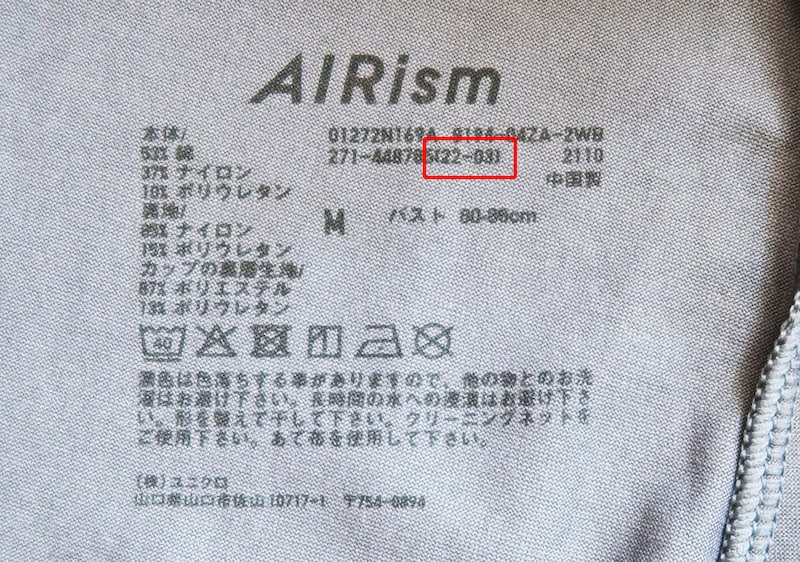 AIRism
本体/
53% 綿
37% ナイロン
10% ポリウレタン
裏地/
85% ナイロン
15% ポリウレタン
カップの裏層生地/
87% ポリエステル
13% ポリウレタン
01272N169A
271-448785(22-03) 2110
中国製
M バスト 80-86cm
40
濃色は色落ちする事がありますので、他の物とのお洗
濯はお避け下さい。長時間の水への浸漬はお避け下さ
い。形を整えて干して下さい。クリーニングネットを
ご使用下さい。あて布を使用して下さい。
(株)ユニクロ
山口県山口市佐山10717-1 〒754-0894